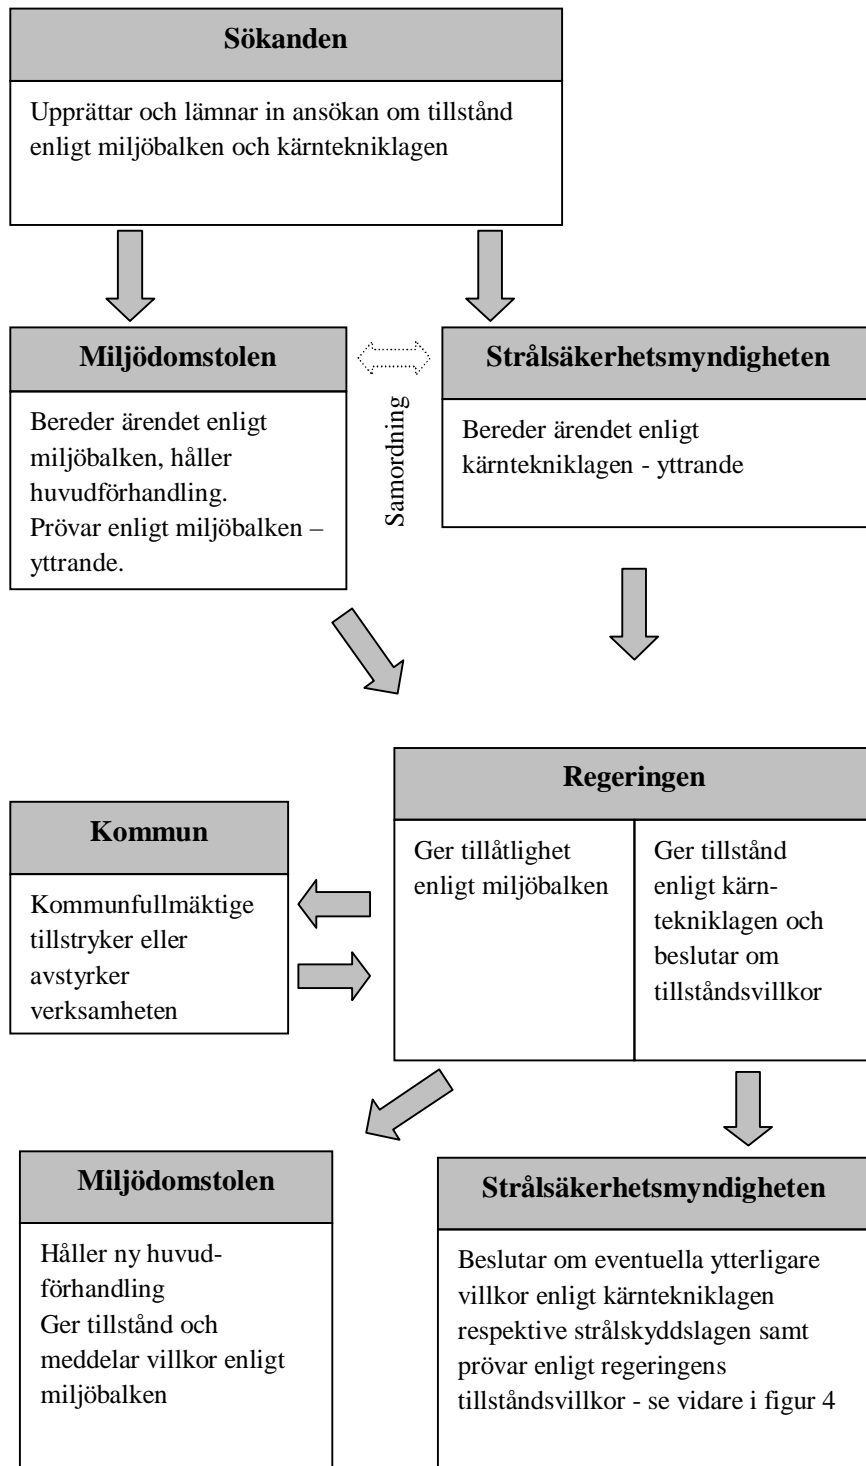 Sökanden
Upprättar och lämnar in ansökan om tillstånd
enligt miljöbalken och kärntekniklagen
Miljödomstolen
Bereder ärendet enligt
miljöbalken, håller
huvudförhandling.
Prövar enligt miljöbalken –
yttrande.
Samordning
Strålsäkerhetsmyndigheten
Bereder ärendet enligt
kärntekniklagen - yttrande
Regeringen
Ger tillåtlighet
enligt miljöbalken
Ger tillstånd
enligt kärn-
tekniklagen och
beslutar om
tillståndsvillkor
Kommun
Kommunfullmäktige
tillstryker eller
avstyrker
verksamheten
Miljödomstolen
Håller ny huvud-
förhandling
Ger tillstånd och
meddelar villkor enligt
miljöbalken
Strålsäkerhetsmyndigheten
Beslutar om eventuella ytterligare
villkor enligt kärntekniklagen
respektive strålskyddslagen samt
prövar enligt regeringens
tillståndsvillkor - se vidare i figur 4